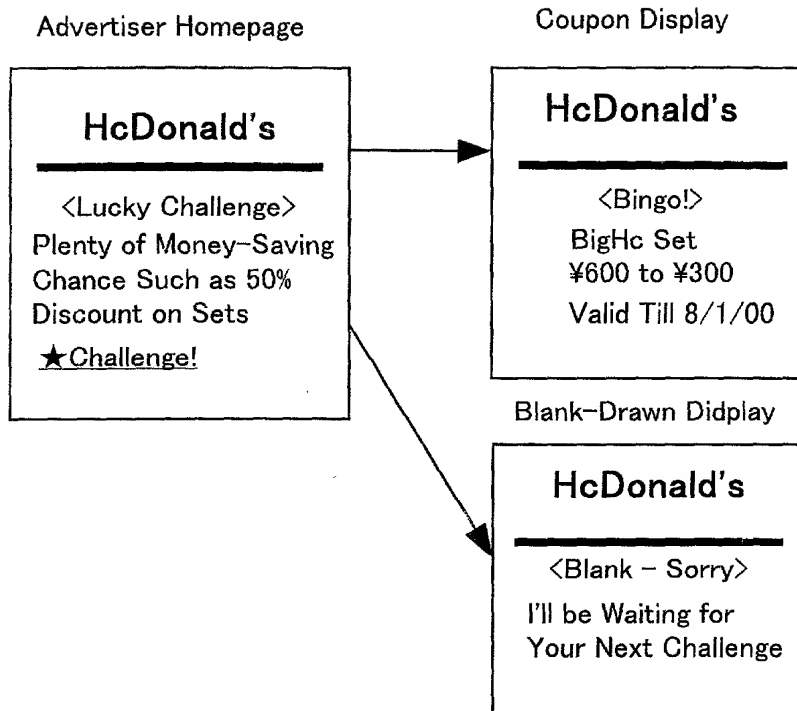 Advertiser Homepage
HcDonald's
<Lucky Challenge>
Plenty of Money-Saving
Chance Such as 50%
Discount on Sets
★Challenge!
Coupon Display
HcDonald's
<Bingo!>
BigHc Set
¥600 to ¥300
Valid Till 8/1/00
Blank-Drawn Didplay
HcDonald's
<Blank - Sorry>
I'll be Waiting for
Your Next Challenge